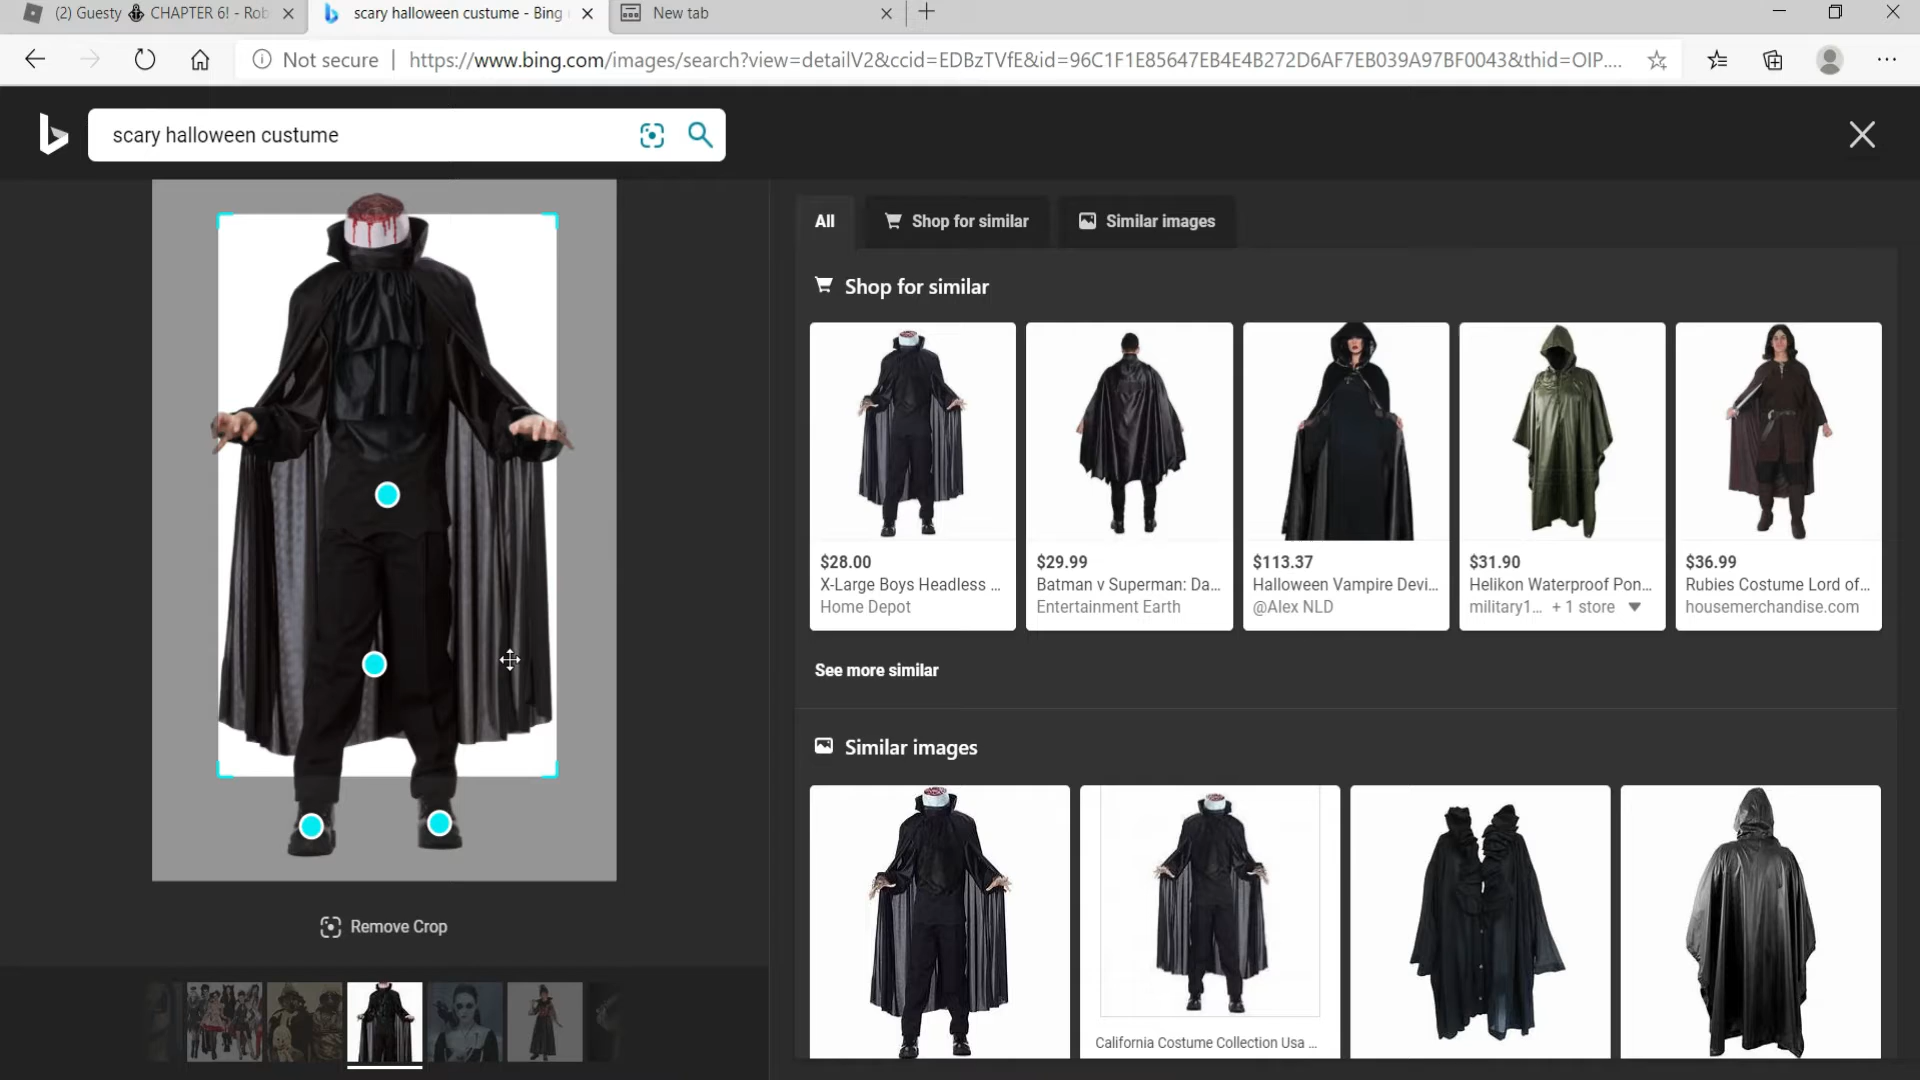 (2) Guesty CHAPTER 6! - Rob
scary halloween custume - Bing
New tab
Not secure
https://www.bing.com/images/search?view=detailV2&ccid=EDBzTVfE&id=96C1F1E85647EB4E4B272D6AF7EB039A97BF0043&thid=OIP....
scary halloween custume
All
Shop for similar
Similar images
Shop for similar
$28.00
X-Large Boys Headless ...
Home Depot
$29.99
Batman v Superman: Da...
Entertainment Earth
$113.37
Halloween Vampire Devi...
@Alex NLD
$31.90
Helikon Waterproof Pon...
military1... + 1 store
$36.99
Rubies Costume Lord of...
housemerchandise.com
See more similar
Similar images
California Costume Collection Usa ...
Remove Crop